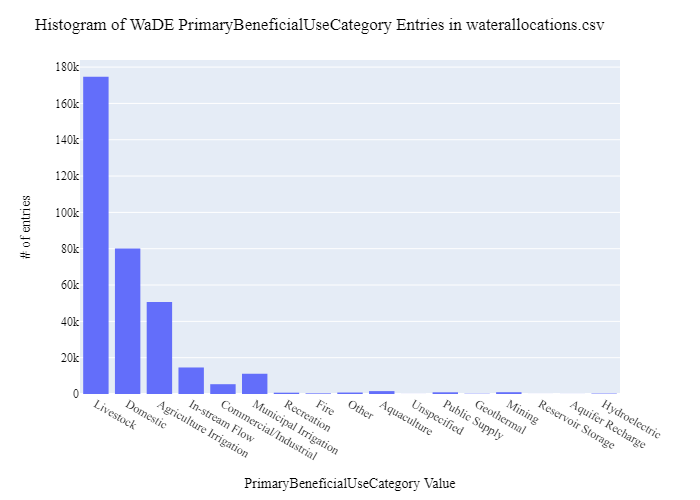 Histogram of WaDE PrimaryBeneficialUseCategory Entries in waterallocations.csv
180k
160k
140k
120k
100k
80k
60k
40k
20k
0
# of entries
Livestock
Domestic
Agriculture Irrigation
In-stream Flow
Commercial/Industrial
Municipal Irrigation
Recreation
Fire
Other
Aquaculture
Unspecified
Public Supply
Geothermal
Mining
Reservoir Storage
Aquifer Recharge
Hydroelectric
PrimaryBeneficialUseCategory Value